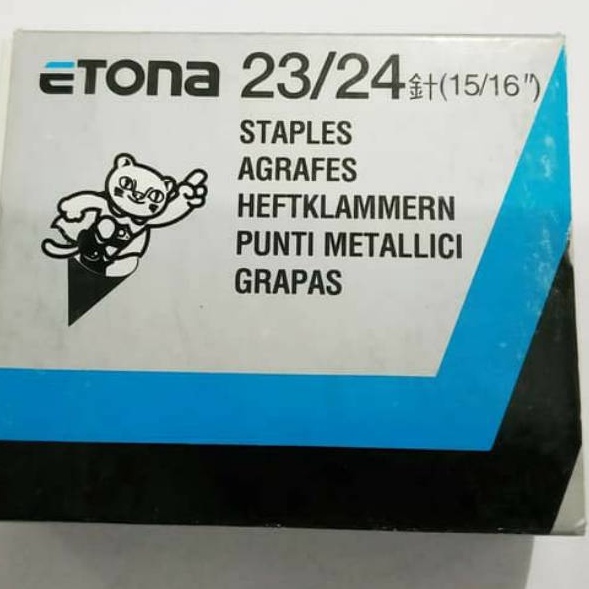 ETONA 23/24針(15/16")
STAPLES
AGRAFES
HEFTKLAMMERN
PUNTI METALLICI
GRAPAS